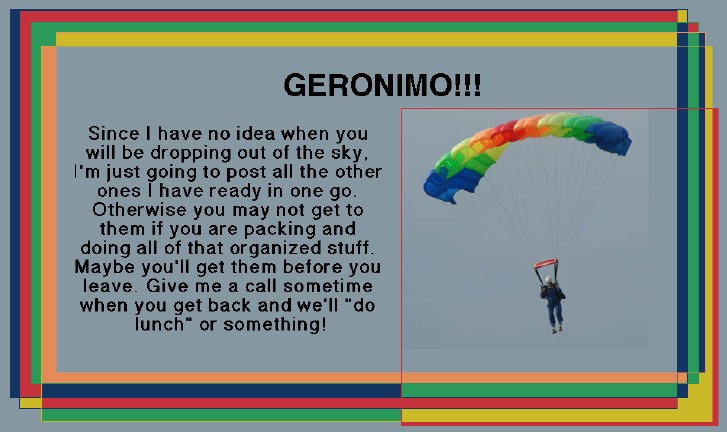 GERONIMO!!!
Since I have no idea when you
will be dropping out of the sky,
I'm just going to post all the other
ones I have ready in one go.
Otherwise you may not get to
them if you are packing and
doing all of that organized stuff.
Maybe you'll get them before you
leave. Give me a call sometime
when you get back and we'll "do
lunch" or something!